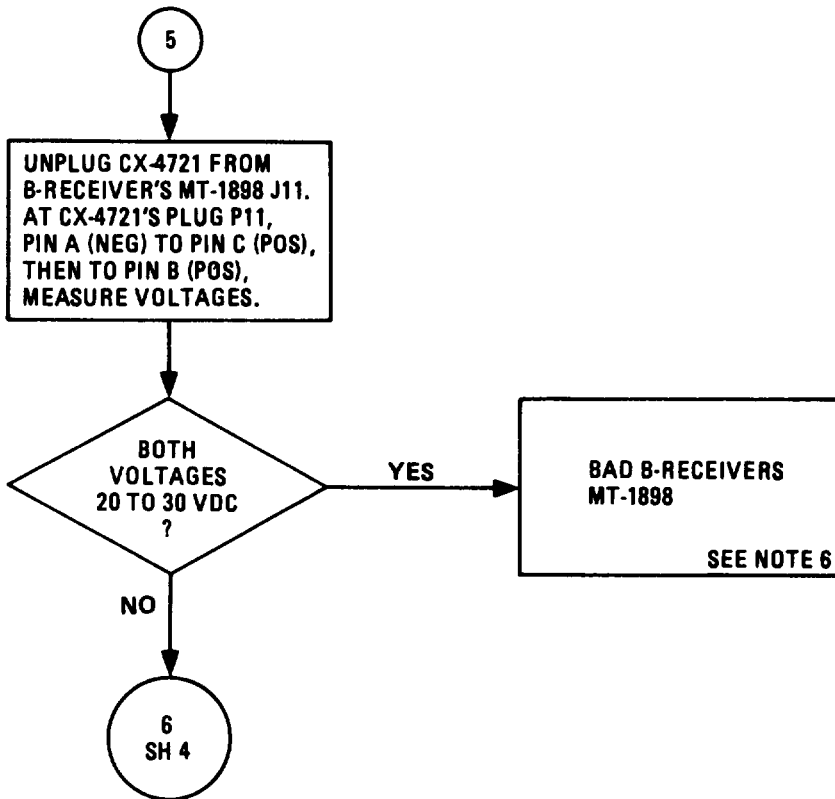 5
UNPLUG CX-4721 FROM
B-RECEIVER'S MT-1898 J11.
AT CX-4721'S PLUG P11,
PIN A (NEG) TO PIN C (POS),
THEN TO PIN B (POS),
MEASURE VOLTAGES.
BOTH
VOLTAGES
20 TO 30 VDC
?
YES
BAD B-RECEIVERS
MT-1898
SEE NOTE 6
NO
6
SH 4